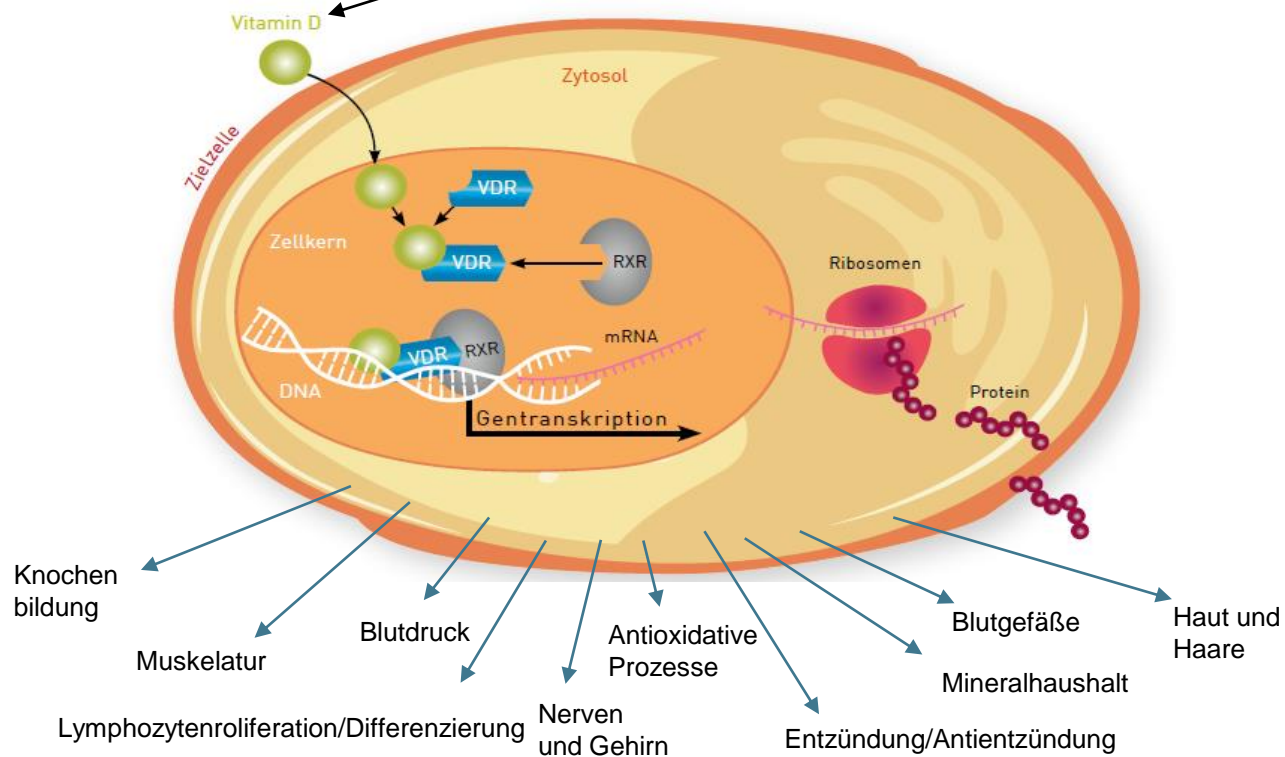 Vitamin D
Zytosol
Zielzelle
VDR
Zellkern
VDR
RXR
Ribosomen
mRNA
VDR
RXR
DNA
Protein
Gentranskription
Knochen
bildung
Muskelatur
Blutdruck
Lymphozytenroliferation/Differenzierung
Nerven
und Gehirn
Antioxidative
Prozesse
Entzündung/Antientzündung
Mineralhaushalt
Blutgefäße
Haut und
Haare